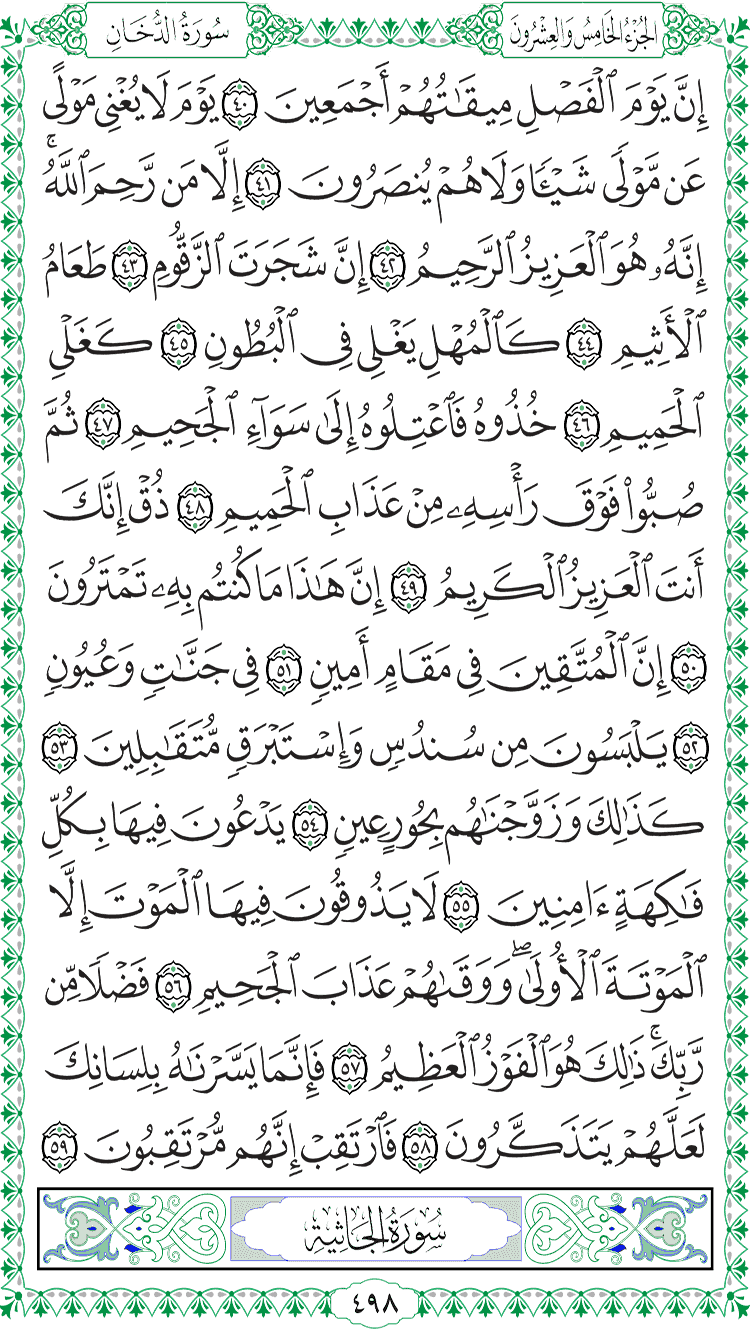 سُورَةُ الدُّخَانِ
الجُزْءُ الخَامِسُ وَالعِشْرُونَ
إِنَّ يَوْمَ ٱلْفَصْلِ مِيقَـٰتُهُمْ أَجْمَعِينَ ٤٠ يَوْمَ لَا يُغْنِى مَوْلًى
عَن مَّوْلًى شَيْـًٔا وَلَا هُمْ يُنصَرُونَ ٤١ إِلَّا مَن رَّحِمَ ٱللَّهُ ۚ
إِنَّهُۥ هُوَ ٱلْعَزِيزُ ٱلرَّحِيمُ ٤٢ إِنَّ شَجَرَتَ ٱلزَّقُّومِ ٤٣ طَعَامُ
ٱلْأَثِيمِ ٤٤ كَٱلْمُهْلِ يَغْلِى فِى ٱلْبُطُونِ ٤٥ كَغَلْىِ
ٱلْحَمِيمِ ٤٦ خُذُوهُ فَٱعْتِلُوهُ إِلَىٰ سَوَآءِ ٱلْجَحِيمِ ٤٧ ثُمَّ
صُبُّوا۟ فَوْقَ رَأْسِهِۦ مِنْ عَذَابِ ٱلْحَمِيمِ ٤٨ ذُقْ إِنَّكَ
أَنتَ ٱلْعَزِيزُ ٱلْكَرِيمُ ٤٩ إِنَّ هَـٰذَا مَا كُنتُم بِهِۦ تَمْتَرُونَ
٥٠ إِنَّ ٱلْمُتَّقِينَ فِى مَقَامٍ أَمِينٍ ٥١ فِى جَنَّـٰتٍ وَعُيُونٍ
٥٢ يَلْبَسُونَ مِن سُندُسٍ وَإِسْتَبْرَقٍ مُّتَقَـٰبِلِينَ ٥٣
كَذَٰلِكَ وَزَوَّجْنَـٰهُم بِحُورٍ عِينٍ ٥٤ يَدْعُونَ فِيهَا بِكُلِّ
فَـٰكِهَةٍ ءَامِنِينَ ٥٥ لَا يَذُوقُونَ فِيهَا ٱلْمَوْتَ إِلَّا
ٱلْمَوْتَةَ ٱلْأُولَىٰ ۖ وَوَقَىٰهُمْ عَذَابَ ٱلْجَحِيمِ ٥٦ فَضْلًا مِّن
رَّبِّكَ ۚ ذَٰلِكَ هُوَ ٱلْفَوْزُ ٱلْعَظِيمُ ٥٧ فَإِنَّمَا يَسَّرْنَـٰهُ بِلِسَانِكَ
لَعَلَّهُمْ يَتَذَكَّرُونَ ٥٨ فَٱرْتَقِبْ إِنَّهُم مُّرْتَقِبُونَ ٥٩
سُورَةُ الجَاثِيَةِ
٤٩٨